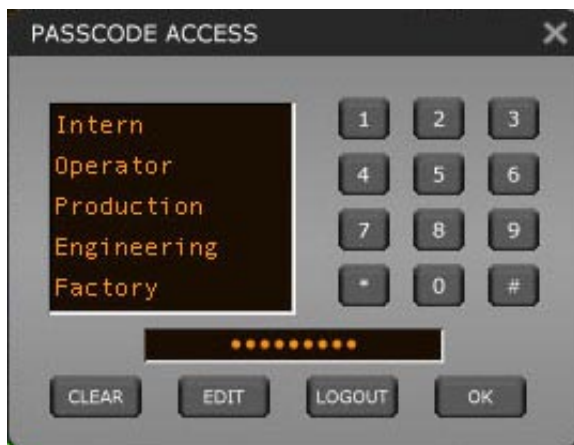 PASSCODE ACCESS
Intern
Operator
Production
Engineering
Factory
1 2 3
4 5 6
7 8 9
* 0 #
•••••••••
CLEAR EDIT LOGOUT OK